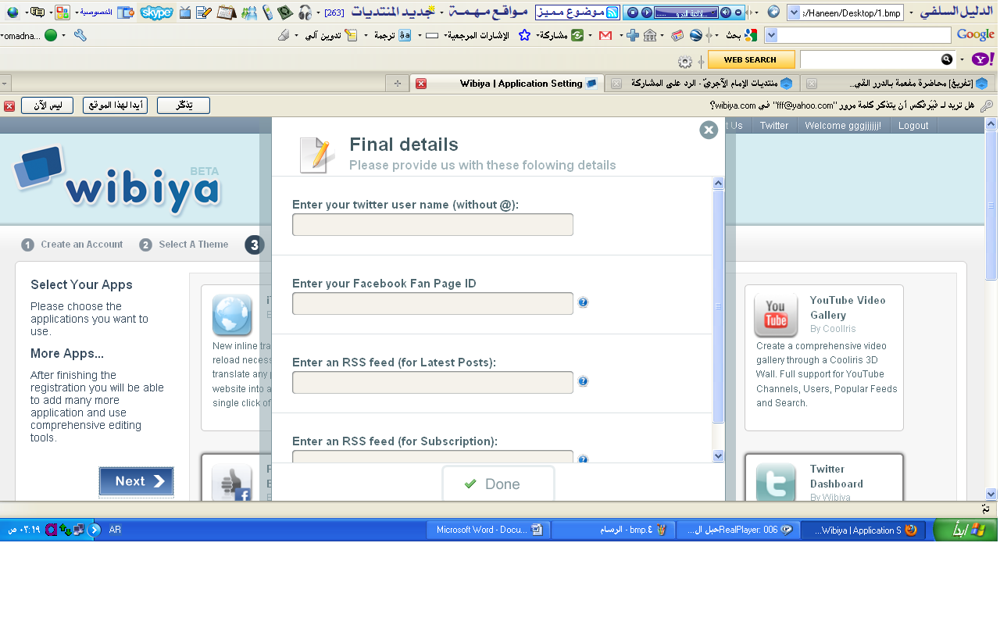 الدليل السلفي
:/Haneen/Desktop/1.bmp
موضوع مميز
مواقع مهمة
تجديد المنتديات
[263]
skype
الخصوصية
Google
بحث
مشاركة
الإشارات المرجعية
ترجمة
تدوين آلي
omadna...
Y!
WEB SEARCH
[تفريغ] محاضرة مفعمة بالدرر القي...
منتديات الإمام الآجريّ - الرد على المشاركة
Wibiya | Application Setting
هل تريد لـ فَيَرفُكس أن يتذكر كلمة مرور "fff@yahoo.com" في wibiya.com؟
تِذكّر
أبدا لهذا الموقع
ليس الآن
t Us
Twitter
Welcome gggjjjjjj!
Logout
wibiya
BETA
1 Create an Account
2 Select A Theme
3
Final details
Please provide us with these folowing details
Enter your twitter user name (without @):
Enter your Facebook Fan Page ID
Enter an RSS feed (for Latest Posts):
Enter an RSS feed (for Subscription):
Done
Select Your Apps
Please choose the
applications you want to
use.
More Apps...
After finishing the
registration you will be able
to add many more
application and use
comprehensive editing
tools.
Next
New inline tra
reload necess
translate any p
website into a
single click of
You
Tube
YouTube Video
Gallery
By CoolIris
Create a comprehensive video
gallery through a Cooliris 3D
Wall. Full support for YouTube
Channels, Users, Popular Feeds
and Search.
Twitter
Dashboard
By Wibiya
تمّ
ابدأ
Wibiya | Application S...
RealPlayer: 006حبل ال...
٤.bmp - الرسام
Microsoft Word - Docu...
AR
٠٣:١٩ ص